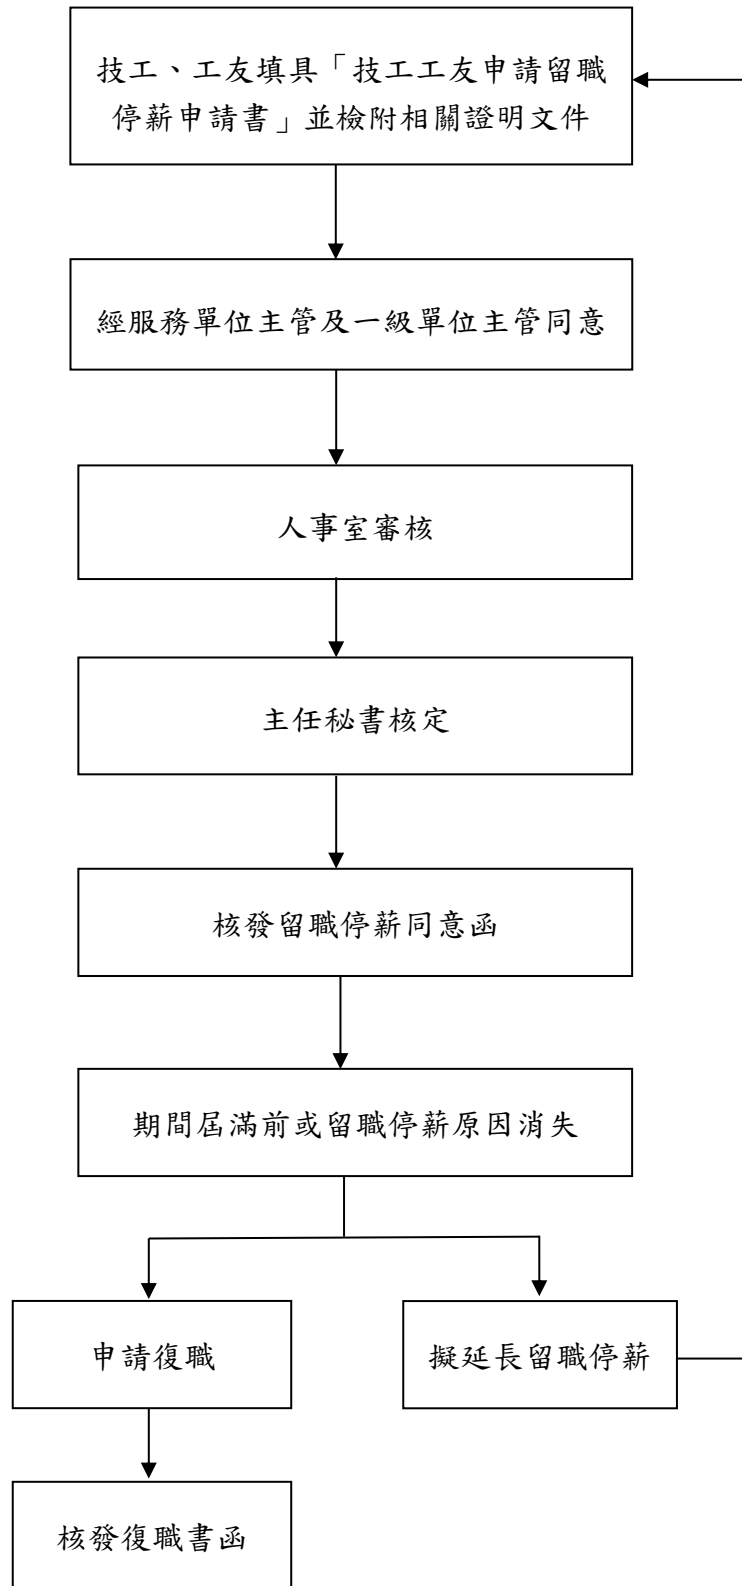 技工、工友填具「技工工友申請留職
停薪申請書」並檢附相關證明文件
經服務單位主管及一級單位主管同意
人事室審核
主任秘書核定
核發留職停薪同意函
期間屆滿前或留職停薪原因消失
申請復職
擬延長留職停薪
核發復職書函